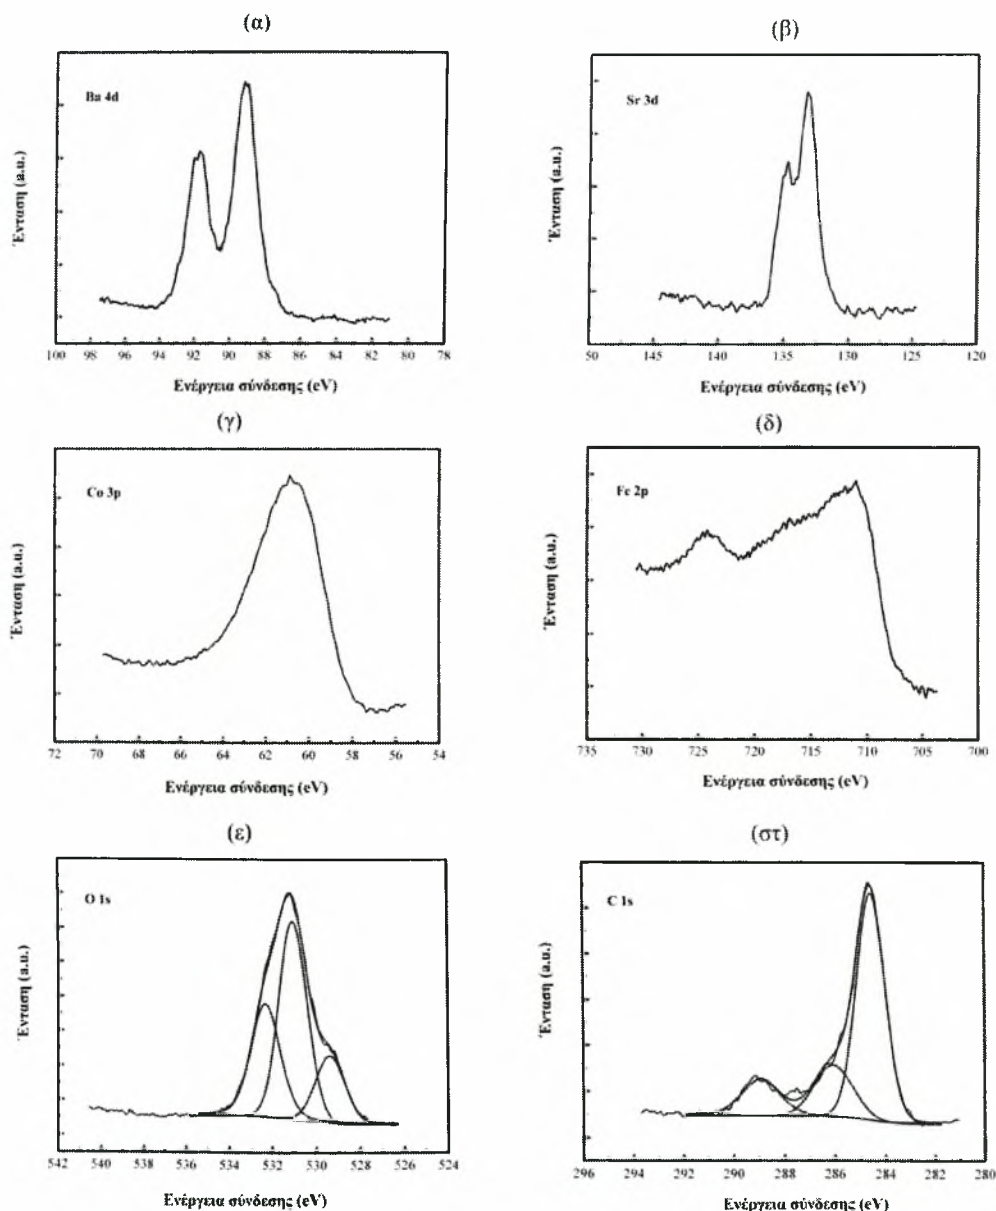 (α)
Ba 4d
Ένταση (a.u.)
100 98 96 94 92 90 88 86 84 82 80 78
Ενέργεια σύνδεσης (eV)
(β)
Sr 3d
Ένταση (a.u.)
50 145 140 135 130 125 120
Ενέργεια σύνδεσης (eV)
(γ)
Co 3p
Ένταση (a.u.)
72 70 68 66 64 62 60 58 56 54
Ενέργεια σύνδεσης (eV)
(δ)
Fe 2p
Ένταση (a.u.)
735 730 725 720 715 710 705 700
Ενέργεια σύνδεσης (eV)
(ε)
O 1s
Ένταση (a.u.)
542 540 538 536 534 532 530 528 526 524
Ενέργεια σύνδεσης (eV)
(στ)
C 1s
Ένταση (a.u.)
296 294 292 290 288 286 284 282 280
Ενέργεια σύνδεσης (eV)